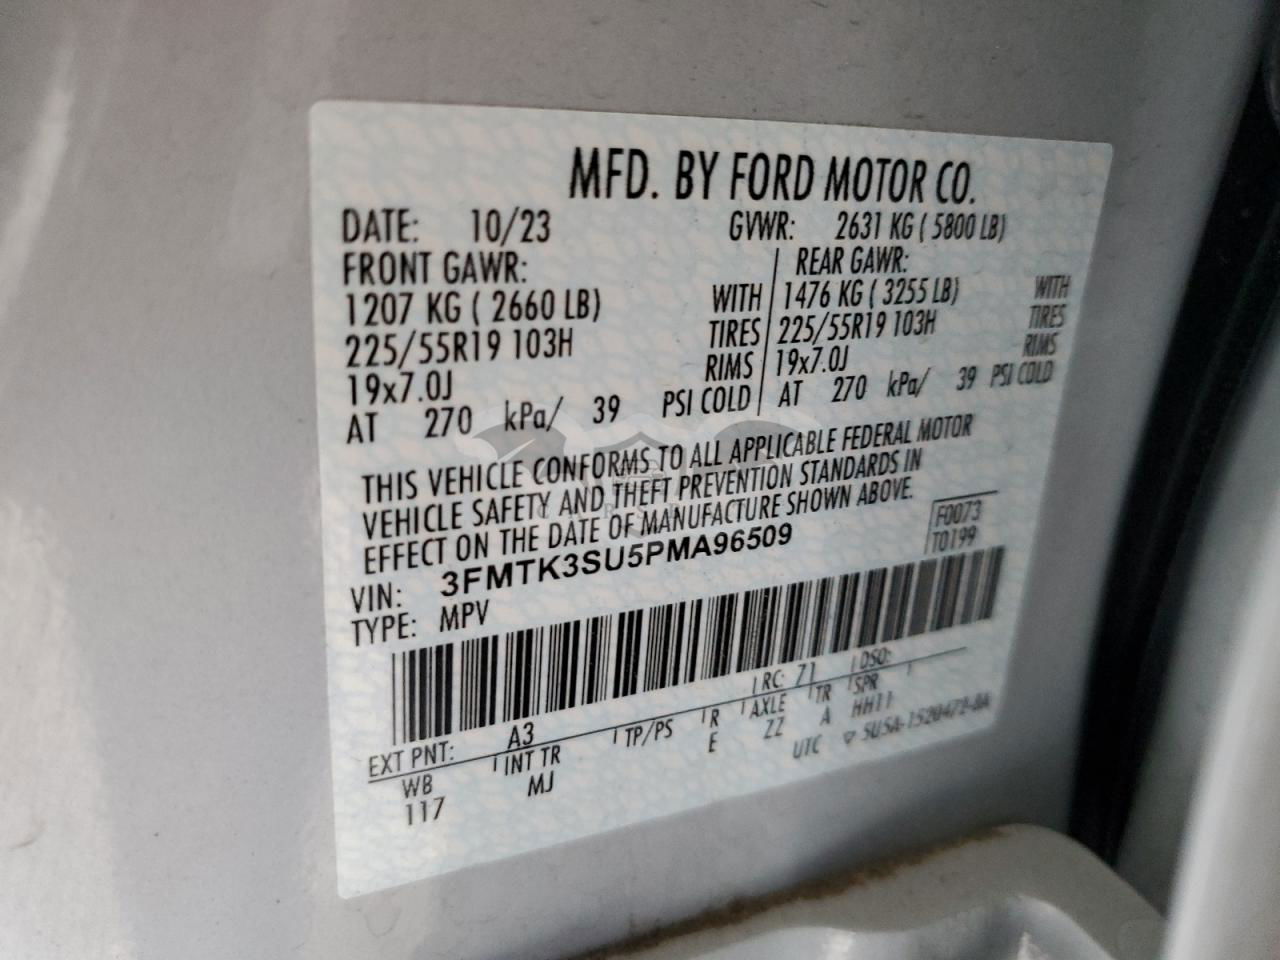 MFD. BY FORD MOTOR CO.
DATE: 10/23 GVWR: 2631 KG ( 5800 LB)
FRONT GAWR: REAR GAWR:
1207 KG ( 2660 LB) WITH 1476 KG ( 3255 LB) WITH
225/55R19 103H TIRES 225/55R19 103H TIRES
19x7.0J RIMS 19x7.0J RIMS
AT 270 kPa/ 39 PSI COLD AT 270 kPa/ 39 PSI COLD
THIS VEHICLE CONFORMS TO ALL APPLICABLE FEDERAL MOTOR
VEHICLE SAFETY AND THEFT PREVENTION STANDARDS IN
EFFECT ON THE DATE OF MANUFACTURE SHOWN ABOVE.
F0073
VIN: 3FMTK3SU5PMA96509 T0199
TYPE: MPV
RC: 71 DSO:
EXT PNT: A3
WB INT TR TP/PS R AXLE TR SPR
117 MJ E ZZ A HH11
UTC ▽ 5U5A-1520472-BA